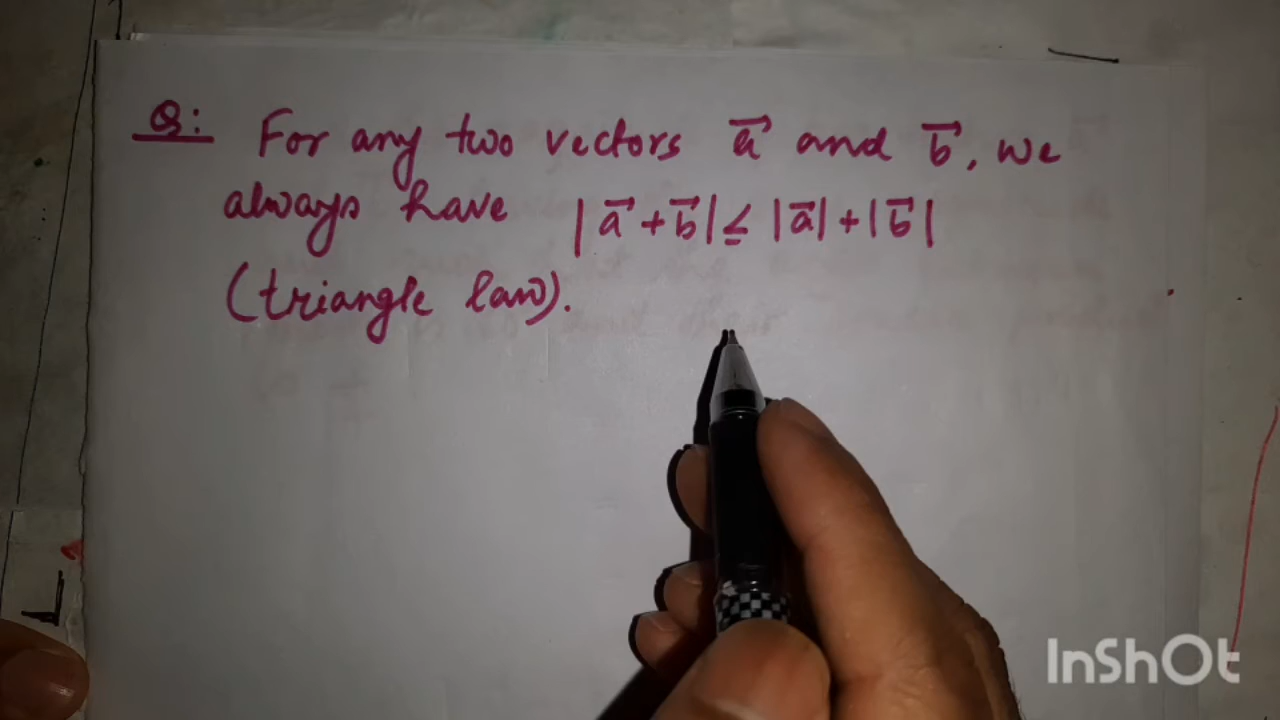 Q: For any two vectors a⃗ and b⃗, we
always have |a⃗ + b⃗| ≤ |a⃗| + |b⃗|
(triangle law).
InShOt